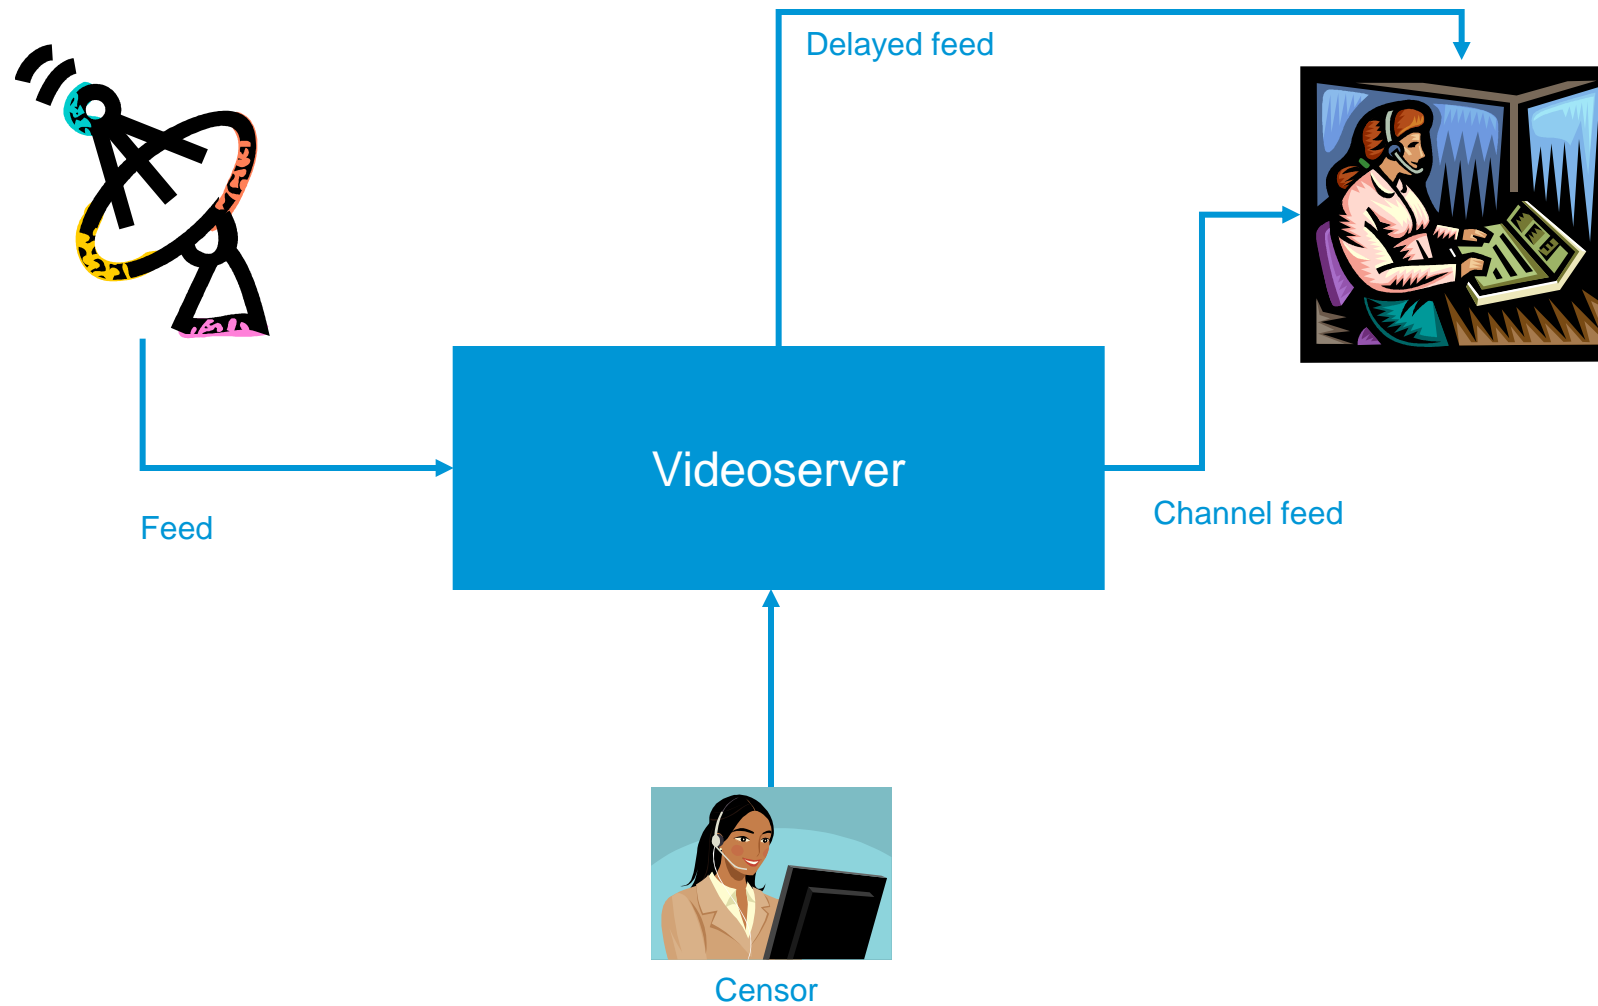 Delayed feed
Videoserver
Feed
Channel feed
Censor